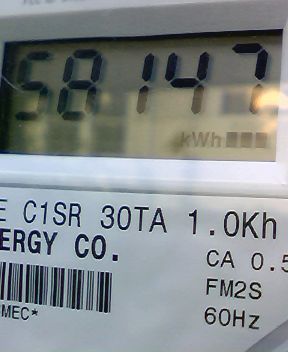 58147
kWh
E C1SR 30TA 1.0Kh
ERGY CO.
CA 0.5
FM2S
MEC*
60Hz